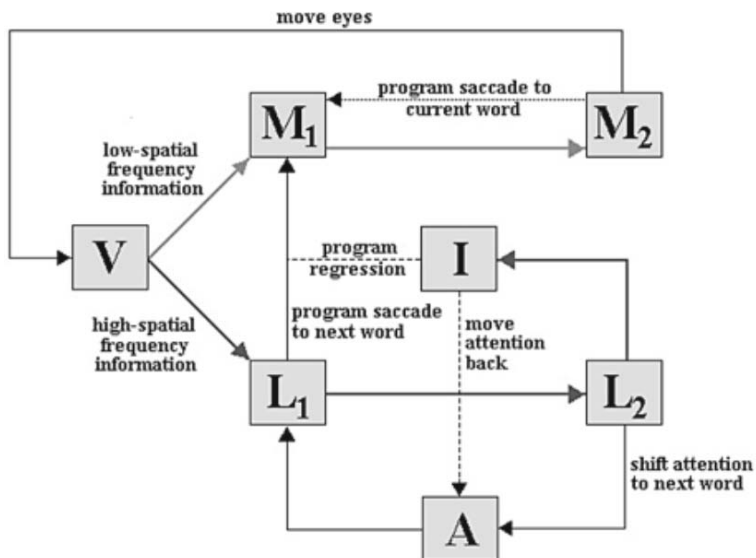 move eyes
program saccade to
current word
M1
M2
low-spatial
frequency
information
V
program
regression
I
high-spatial
frequency
information
program saccade
to next word
move
attention
back
L1
L2
shift attention
to next word
A